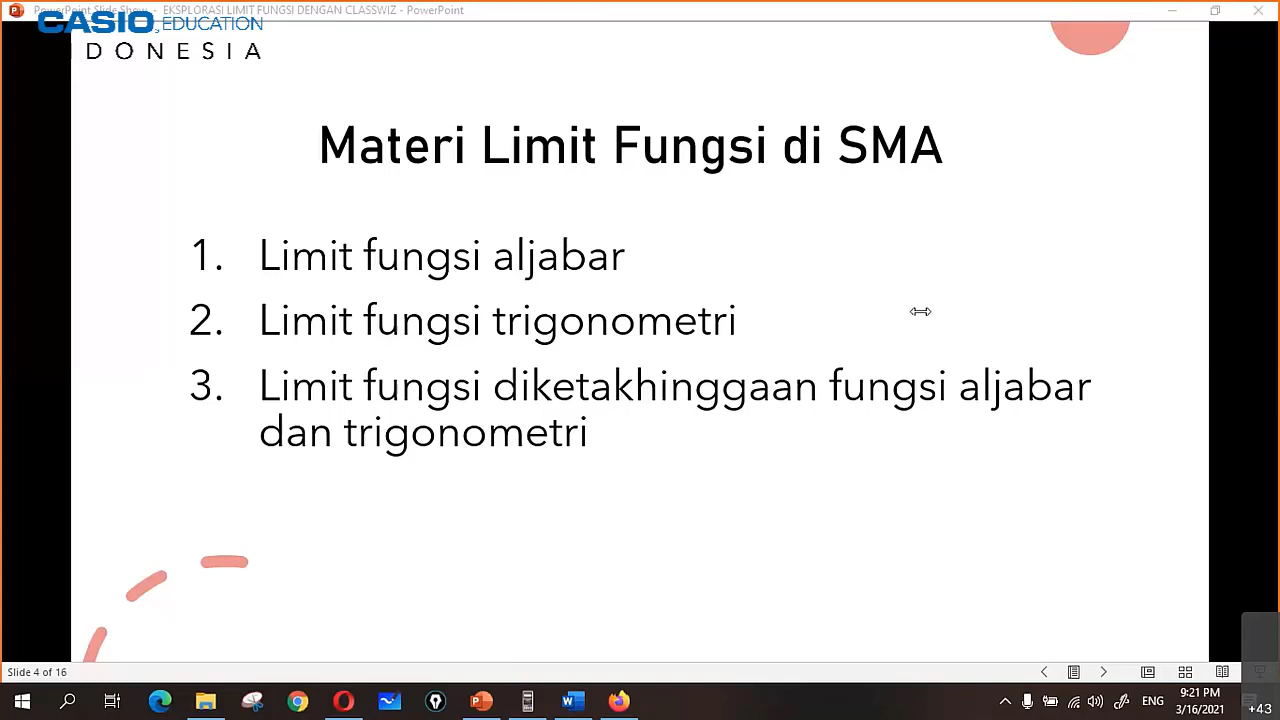 PowerPoint Slide Show - EKSPLORASI LIMIT FUNGSI DENGAN CLASSWIZ - PowerPoint
CASIO EDUCATION
INDONESIA
Materi Limit Fungsi di SMA
1. Limit fungsi aljabar
2. Limit fungsi trigonometri
3. Limit fungsi diketakhinggaan fungsi aljabar
dan trigonometri
Slide 4 of 16
ENG
9:21 PM
3/16/2021
+43